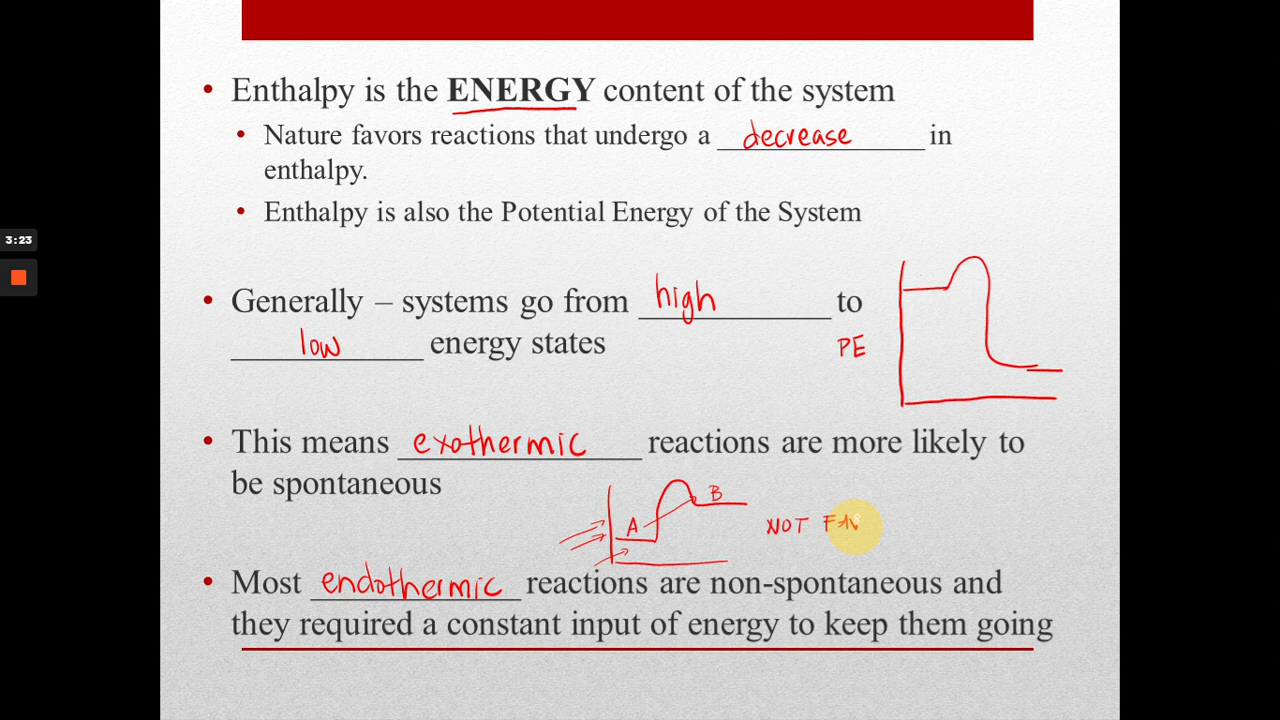 Enthalpy is the ENERGY content of the system
Nature favors reactions that undergo a decrease in
enthalpy.
Enthalpy is also the Potential Energy of the System
3:23
Generally – systems go from high to
low energy states
PE
This means exothermic reactions are more likely to
be spontaneous
A B
NOT FAV
Most endothermic reactions are non-spontaneous and
they required a constant input of energy to keep them going